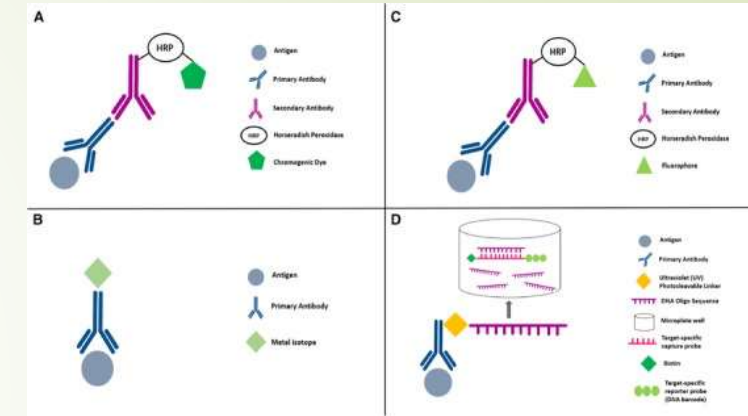 A
HRP
Antigen
Primary Antibody
Secondary Antibody
HRP
Horseradish Peroxidase
Chromogenic Dye
B
Antigen
Primary Antibody
Metal Isotope
C
HRP
Antigen
Primary Antibody
Secondary Antibody
HRP
Horseradish Peroxidase
Fluorophore
D
Antigen
Primary Antibody
Ultraviolet (UV)
Photocleavable Linker
DNA Oligo Sequence
Microplate well
Target-specific
capture probe
Biotin
Target-specific
reporter probe
(DNA barcode)